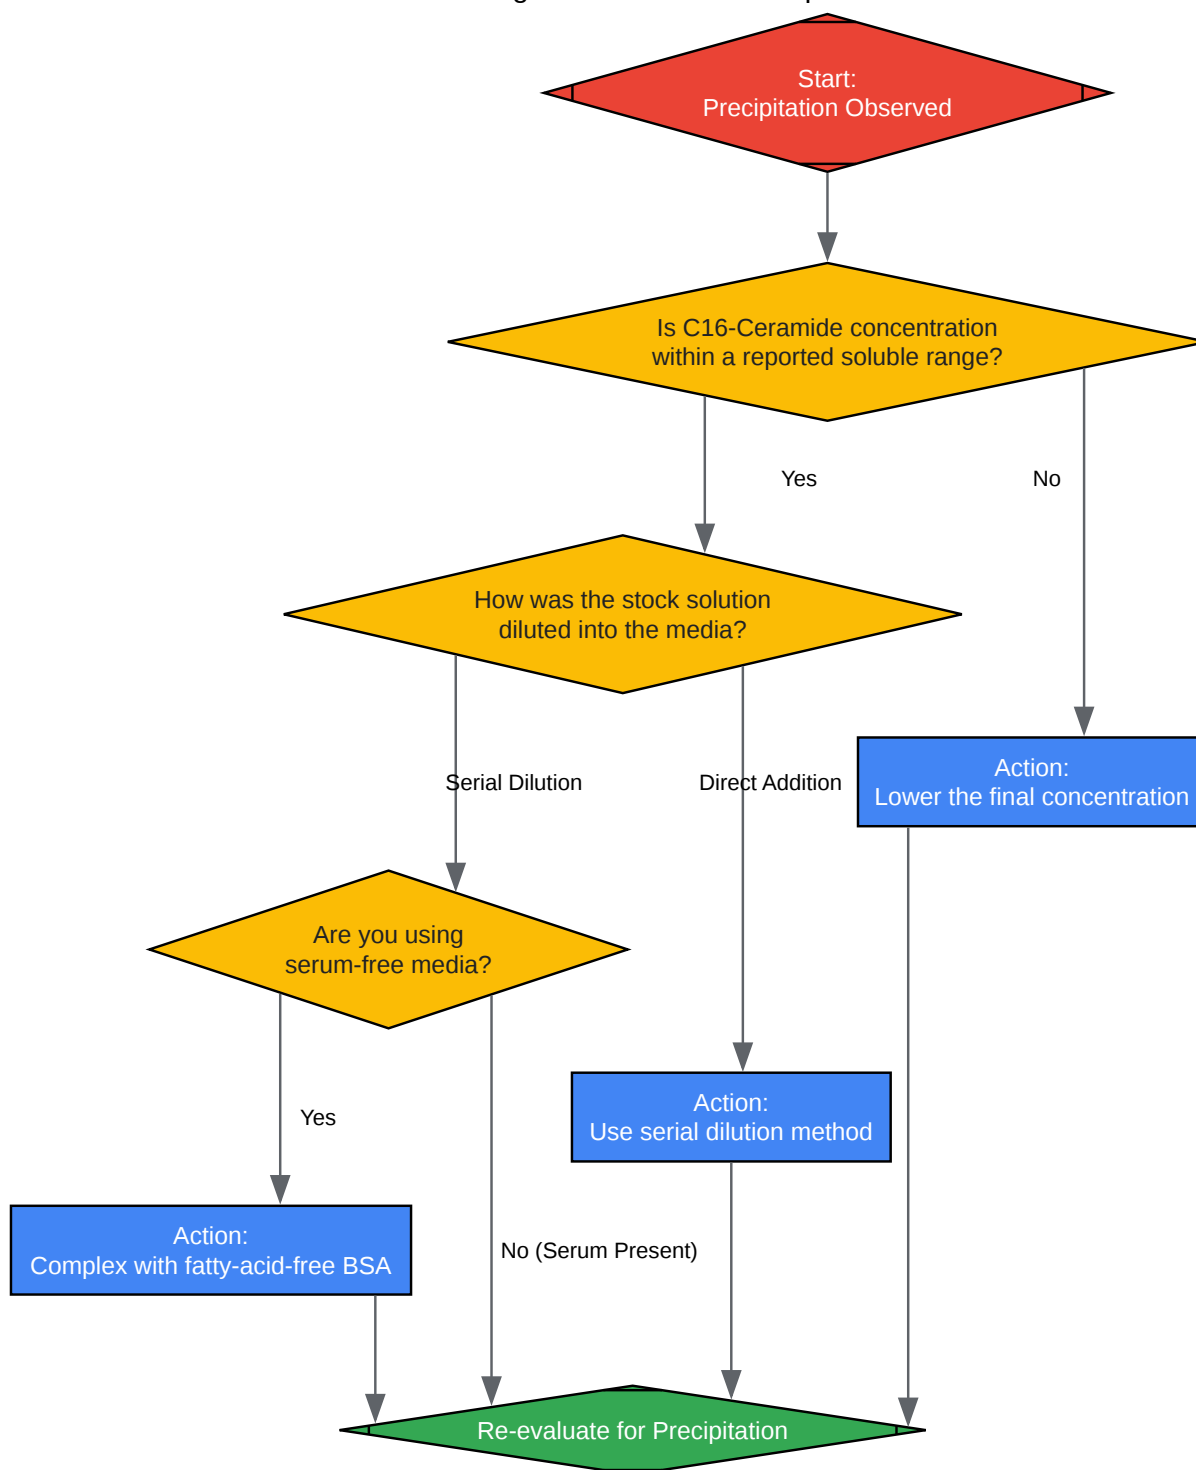 Start:
Precipitation Observed
Is C16-Ceramide concentration
within a reported soluble range?
Yes
No
How was the stock solution
diluted into the media?
Serial Dilution
Direct Addition
Action:
Lower the final concentration
Are you using
serum-free media?
Yes
Action:
Use serial dilution method
Action:
Complex with fatty-acid-free BSA
No (Serum Present)
Re-evaluate for Precipitation